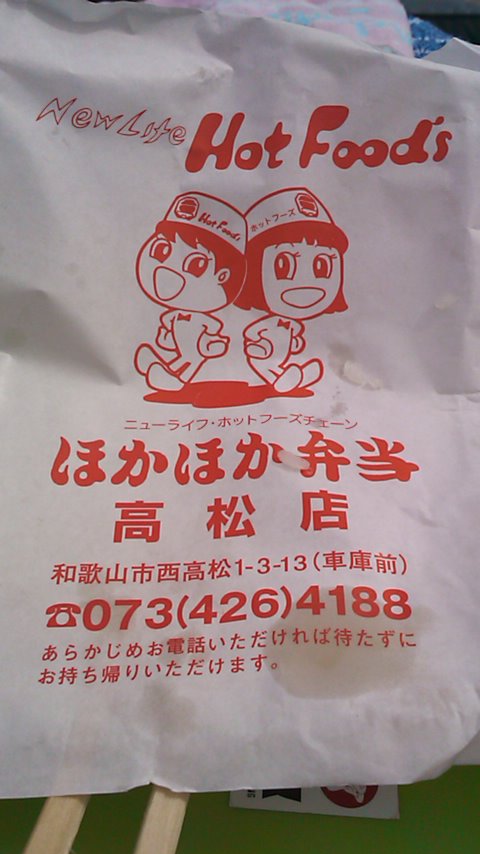 New Life Hot Food's
Hot Food's ホットフーズ
ニューライフ・ホットフーズチェーン
ほかほか弁当
高松店
和歌山市西高松1-3-13(車庫前)
☎073(426)4188
あらかじめお電話いただければ待たずに
お持ち帰りいただけます。